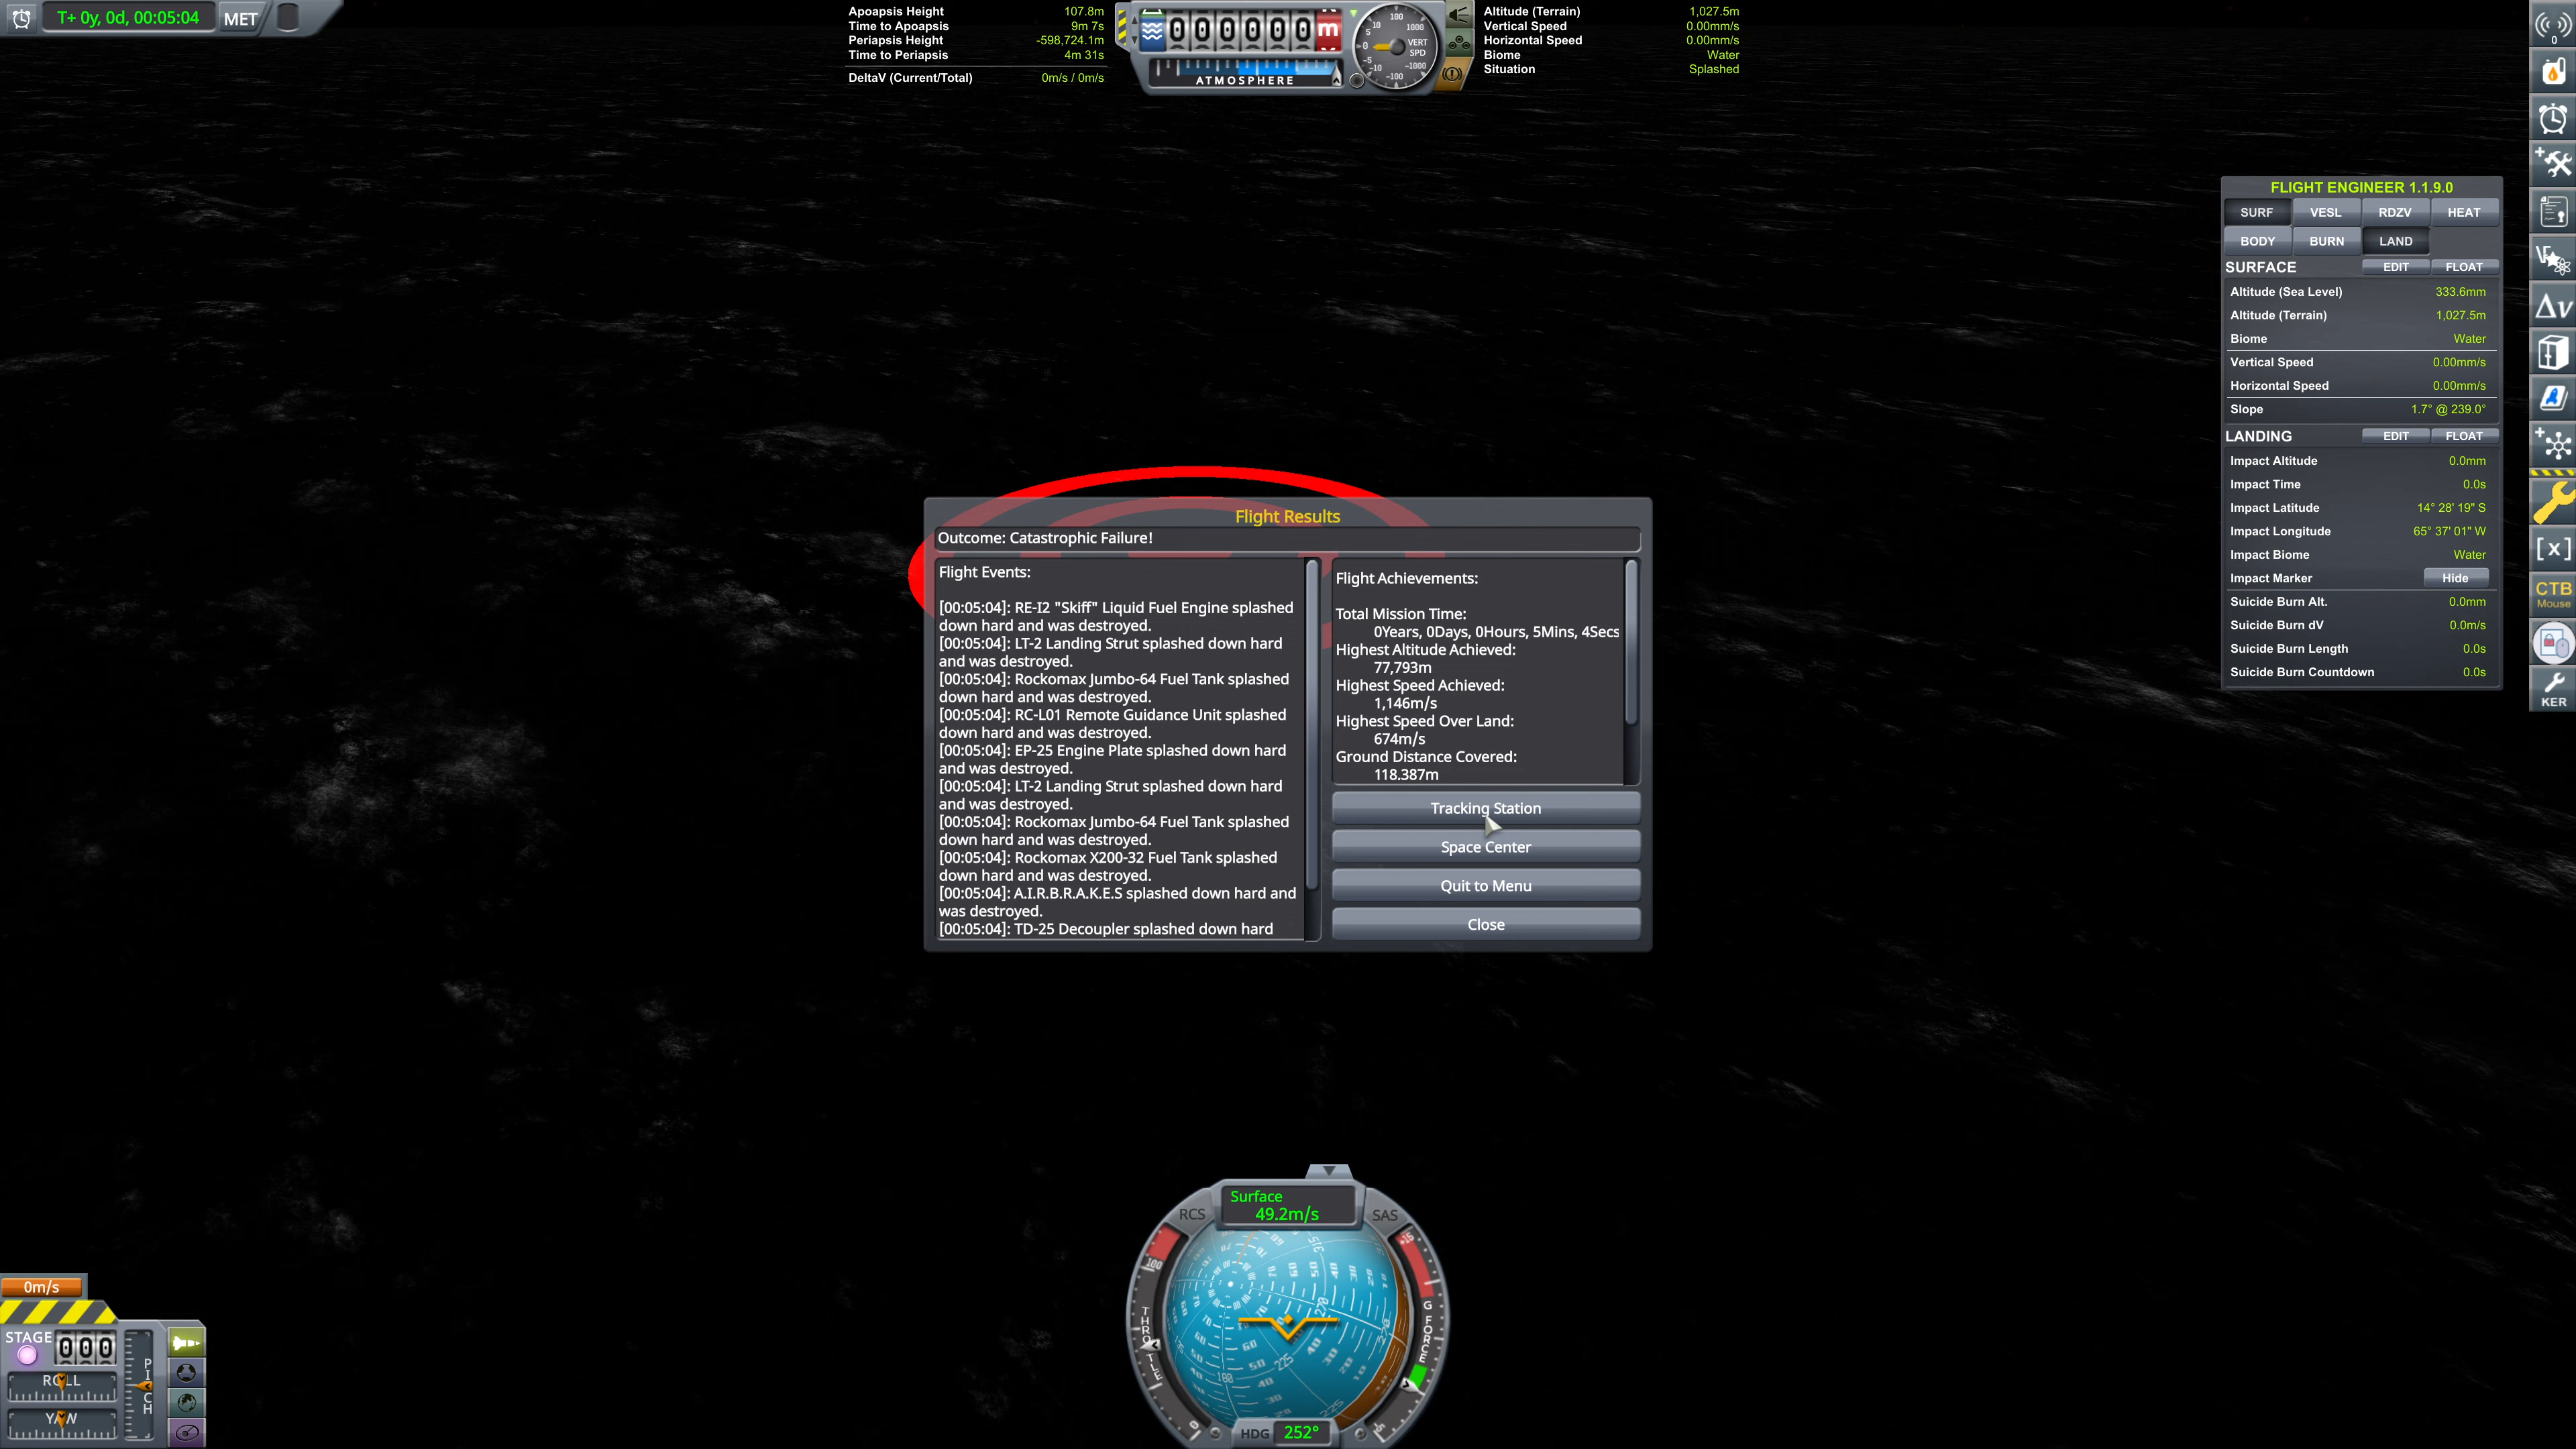 T+ 0y, 0d, 00:05:04 MET
Apoapsis Height 107.8m
Time to Apoapsis 9m 7s
Periapsis Height -598,724.1m
Time to Periapsis 4m 31s
DeltaV (Current/Total) 0m/s / 0m/s
000000m
ATMOSPHERE
VERT SPD
Altitude (Terrain) 1,027.5m
Vertical Speed 0.00mm/s
Horizontal Speed 0.00mm/s
Biome Water
Situation Splashed
0
FLIGHT ENGINEER 1.1.9.0
SURF VESL RDZV HEAT
BODY BURN LAND
SURFACE EDIT FLOAT
Altitude (Sea Level) 333.6mm
Altitude (Terrain) 1,027.5m
Biome Water
Vertical Speed 0.00mm/s
Horizontal Speed 0.00mm/s
Slope 1.7° @ 239.0°
LANDING EDIT FLOAT
Impact Altitude 0.0mm
Impact Time 0.0s
Impact Latitude 14° 28' 19" S
Impact Longitude 65° 37' 01" W
Impact Biome Water
Impact Marker Hide
Suicide Burn Alt. 0.0mm
Suicide Burn dV 0.0m/s
Suicide Burn Length 0.0s
Suicide Burn Countdown 0.0s
Δv
[x]
CTB
Mouse
KER
Flight Results
Outcome: Catastrophic Failure!
Flight Events:
[00:05:04]: RE-I2 "Skiff" Liquid Fuel Engine splashed
down hard and was destroyed.
[00:05:04]: LT-2 Landing Strut splashed down hard
and was destroyed.
[00:05:04]: Rockomax Jumbo-64 Fuel Tank splashed
down hard and was destroyed.
[00:05:04]: RC-L01 Remote Guidance Unit splashed
down hard and was destroyed.
[00:05:04]: EP-25 Engine Plate splashed down hard
and was destroyed.
[00:05:04]: LT-2 Landing Strut splashed down hard
and was destroyed.
[00:05:04]: Rockomax Jumbo-64 Fuel Tank splashed
down hard and was destroyed.
[00:05:04]: Rockomax X200-32 Fuel Tank splashed
down hard and was destroyed.
[00:05:04]: A.I.R.B.R.A.K.E.S splashed down hard and
was destroyed.
[00:05:04]: TD-25 Decoupler splashed down hard
Flight Achievements:
Total Mission Time:
0Years, 0Days, 0Hours, 5Mins, 4Secs
Highest Altitude Achieved:
77,793m
Highest Speed Achieved:
1,146m/s
Highest Speed Over Land:
674m/s
Ground Distance Covered:
118.387m
Tracking Station
Space Center
Quit to Menu
Close
Surface
49.2m/s
RCS
SAS
THROTTLE
G FORCE
HDG 252°
0m/s
STAGE 000
ROLL
YAW
PITCH